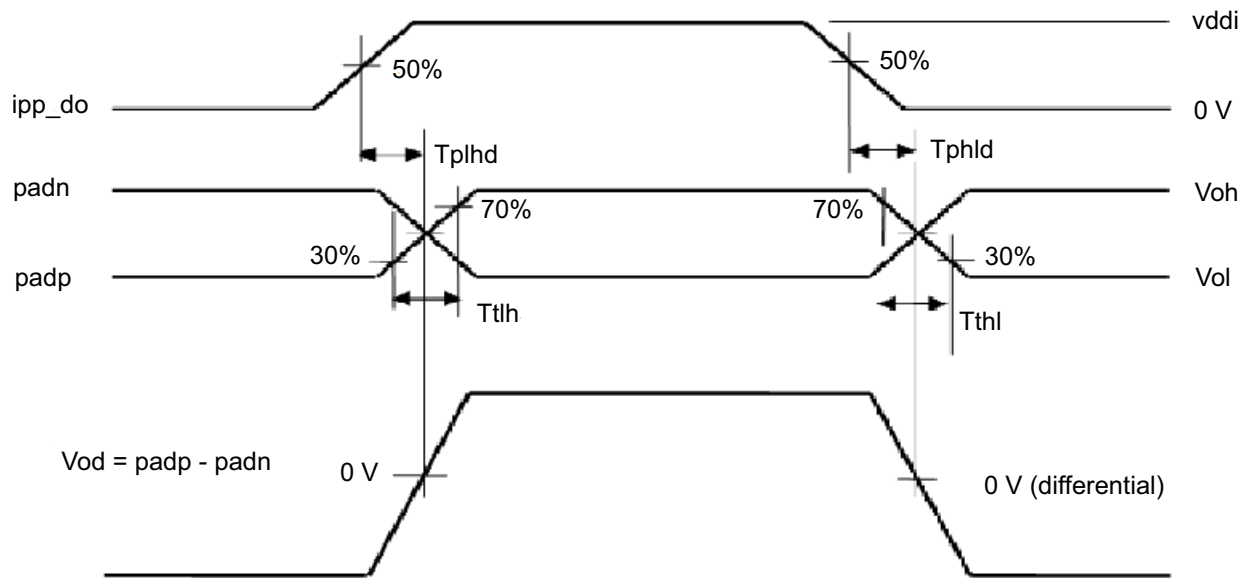 vddi
50%
50%
ipp_do
0 V
Tplhd
Tphld
padn
Voh
70%
70%
30%
30%
padp
Vol
Ttlh
Tthl
Vod = padp - padn
0 V
0 V (differential)